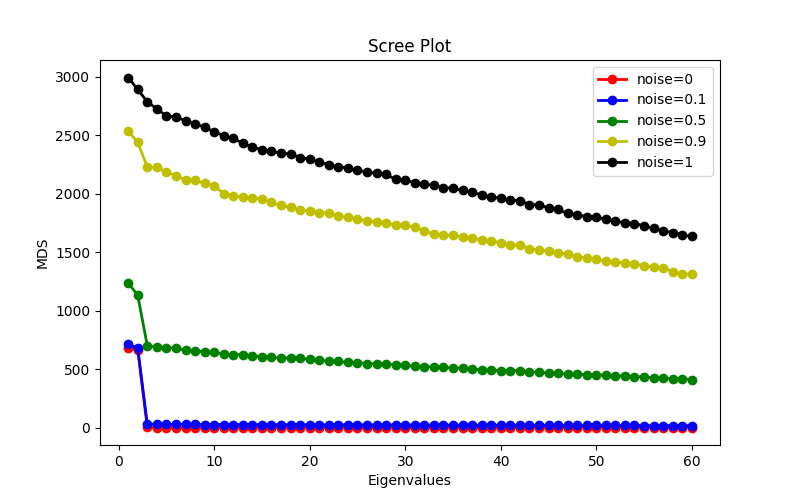 Scree Plot
MDS
3000
2500
2000
1500
1000
500
0
0 10 20 30 40 50 60
Eigenvalues
noise=0
noise=0.1
noise=0.5
noise=0.9
noise=1